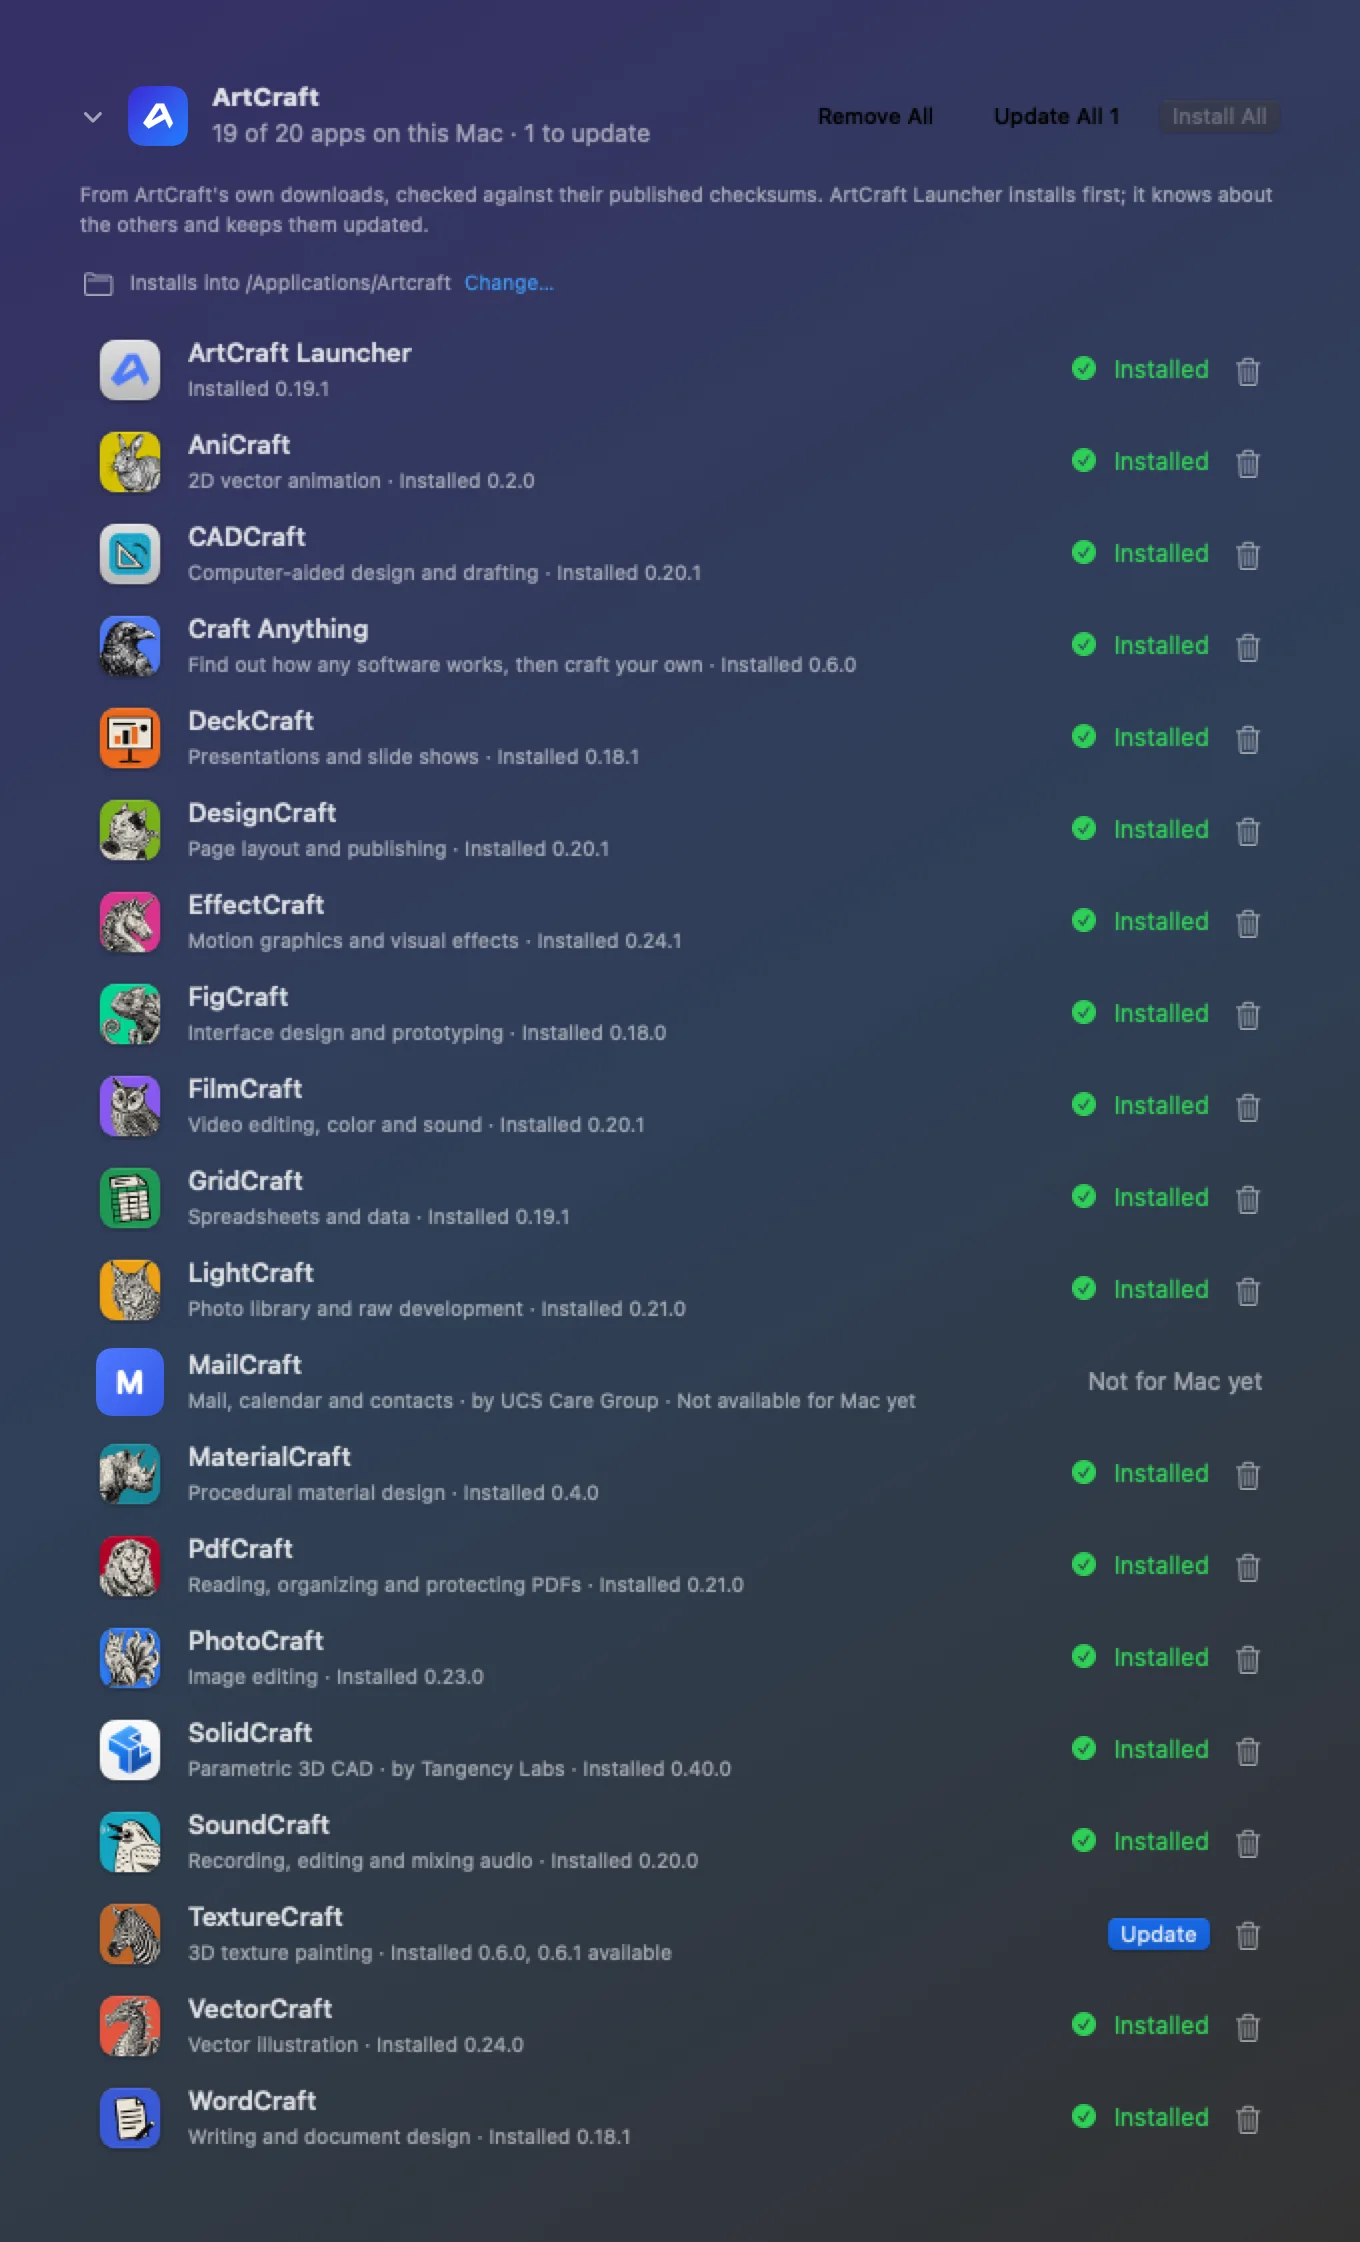 ArtCraft
19 of 20 apps on this Mac · 1 to update
Remove All
Update All 1
Install All
From ArtCraft's own downloads, checked against their published checksums. ArtCraft Launcher installs first; it knows about
the others and keeps them updated.
Installs into /Applications/Artcraft Change...
ArtCraft Launcher
Installed 0.19.1
Installed
AniCraft
2D vector animation · Installed 0.2.0
Installed
CADCraft
Computer-aided design and drafting · Installed 0.20.1
Installed
Craft Anything
Find out how any software works, then craft your own · Installed 0.6.0
Installed
DeckCraft
Presentations and slide shows · Installed 0.18.1
Installed
DesignCraft
Page layout and publishing · Installed 0.20.1
Installed
EffectCraft
Motion graphics and visual effects · Installed 0.24.1
Installed
FigCraft
Interface design and prototyping · Installed 0.18.0
Installed
FilmCraft
Video editing, color and sound · Installed 0.20.1
Installed
GridCraft
Spreadsheets and data · Installed 0.19.1
Installed
LightCraft
Photo library and raw development · Installed 0.21.0
Installed
M
MailCraft
Mail, calendar and contacts · by UCS Care Group · Not available for Mac yet
Not for Mac yet
MaterialCraft
Procedural material design · Installed 0.4.0
Installed
PdfCraft
Reading, organizing and protecting PDFs · Installed 0.21.0
Installed
PhotoCraft
Image editing · Installed 0.23.0
Installed
SolidCraft
Parametric 3D CAD · by Tangency Labs · Installed 0.40.0
Installed
SoundCraft
Recording, editing and mixing audio · Installed 0.20.0
Installed
TextureCraft
3D texture painting · Installed 0.6.0, 0.6.1 available
Update
VectorCraft
Vector illustration · Installed 0.24.0
Installed
WordCraft
Writing and document design · Installed 0.18.1
Installed